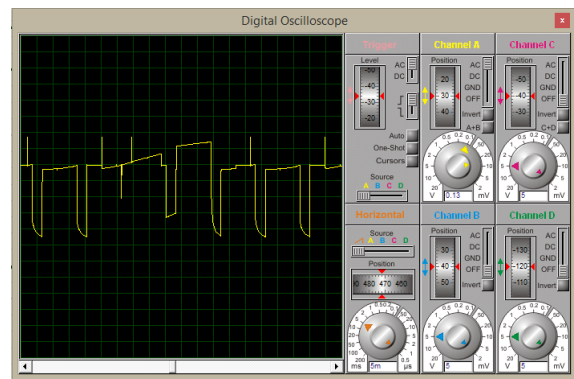 Digital Oscilloscope
x
Trigger
Level
-50
-40
-30
-20
AC
DC
Auto
One-Shot
Cursors
Source
A B C D
Channel A
Position
20
30
40
AC
DC
GND
OFF
Invert
A+B
V 0.13 mV
Channel C
Position
-50
-40
-30
AC
DC
GND
OFF
Invert
C+D
V 5 mV
Horizontal
Source
A B C D
Position
480 470 460
ms 5m µs
Channel B
Position
30
40
50
AC
DC
GND
OFF
Invert
V 5 mV
Channel D
Position
-130
-120
-110
AC
DC
GND
OFF
Invert
V 5 mV